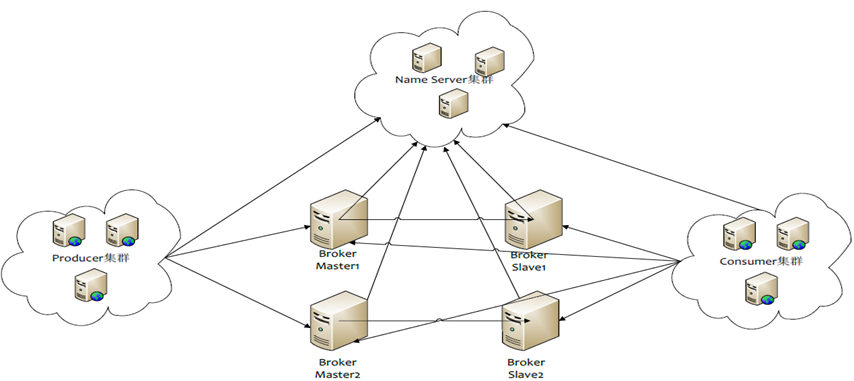 Name Server集群
Producer集群
Broker
Master1
Broker
Slave1
Consumer集群
Broker
Master2
Broker
Slave2